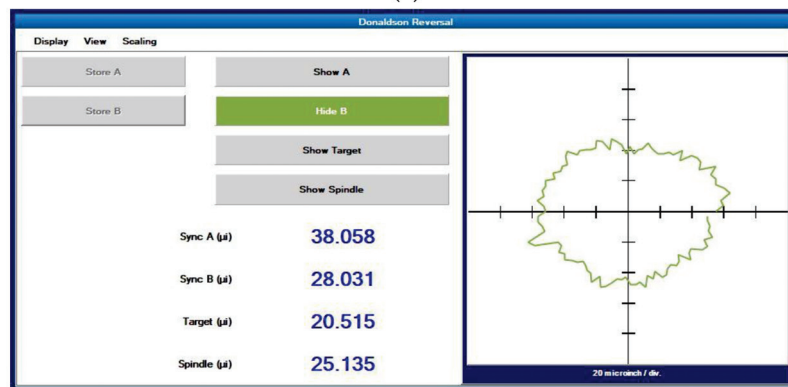 Donaldson Reversal
Display View Scaling
Store A Show A
Store B Hide B
Show Target
Show Spindle
Sync A (µi) 38.058
Sync B (µi) 28.031
Target (µi) 20.515
Spindle (µi) 25.135
20 microinch / div.